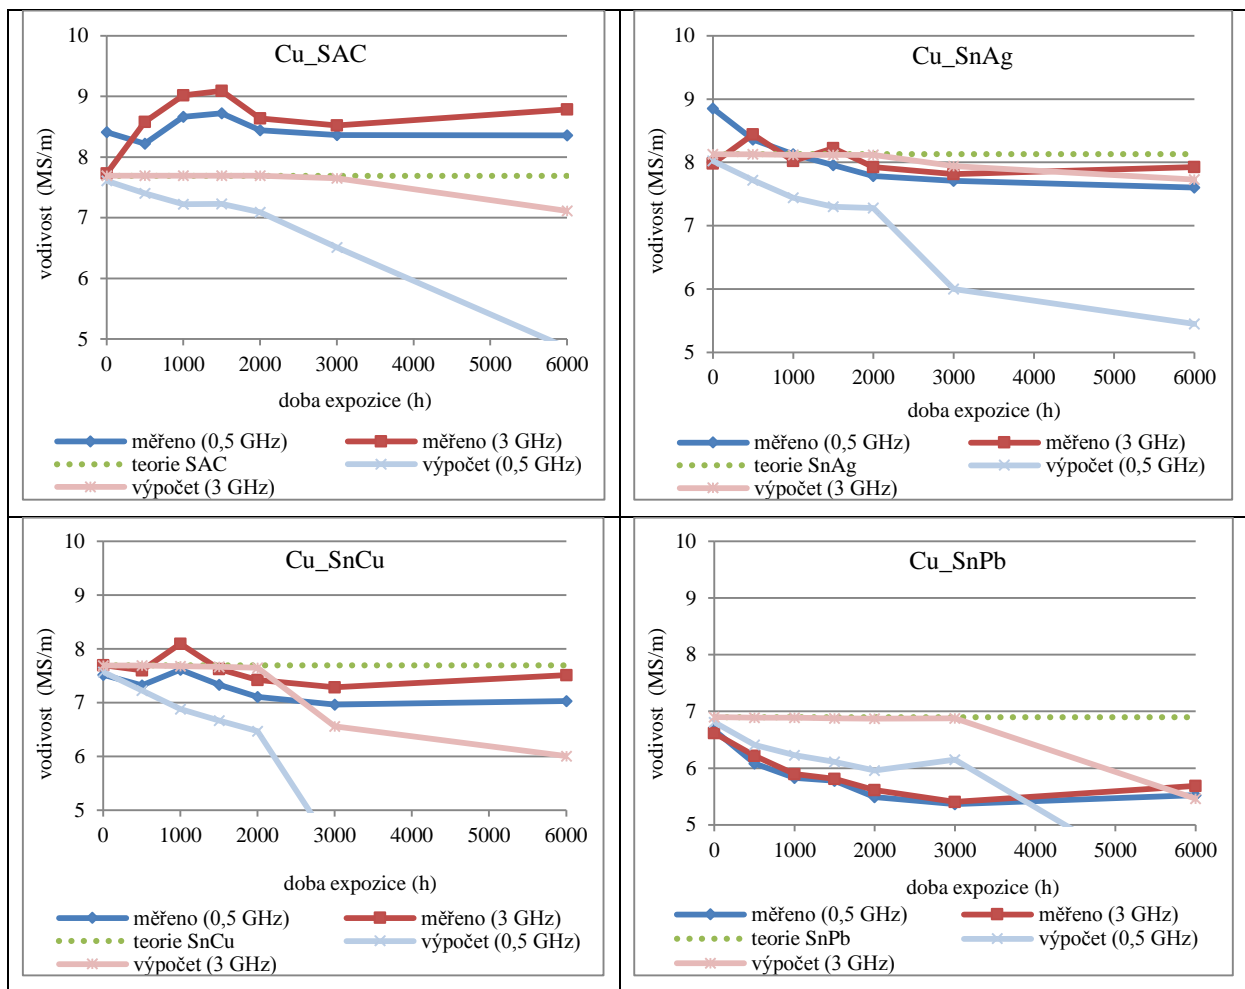 Cu_SAC
10
9
8
7
6
5
vodivost (MS/m)
0 1000 2000 3000 4000 5000 6000
doba expozice (h)
měřeno (0,5 GHz) měřeno (3 GHz)
teorie SAC výpočet (0,5 GHz)
výpočet (3 GHz)
Cu_SnAg
10
9
8
7
6
5
vodivost (MS/m)
0 1000 2000 3000 4000 5000 6000
doba expozice (h)
měřeno (0,5 GHz) měřeno (3 GHz)
teorie SnAg výpočet (0,5 GHz)
výpočet (3 GHz)
Cu_SnCu
10
9
8
7
6
5
vodivost (MS/m)
0 1000 2000 3000 4000 5000 6000
doba expozice (h)
měřeno (0,5 GHz) měřeno (3 GHz)
teorie SnCu výpočet (0,5 GHz)
výpočet (3 GHz)
Cu_SnPb
10
9
8
7
6
5
vodivost (MS/m)
0 1000 2000 3000 4000 5000 6000
doba expozice (h)
měřeno (0,5 GHz) měřeno (3 GHz)
teorie SnPb výpočet (0,5 GHz)
výpočet (3 GHz)